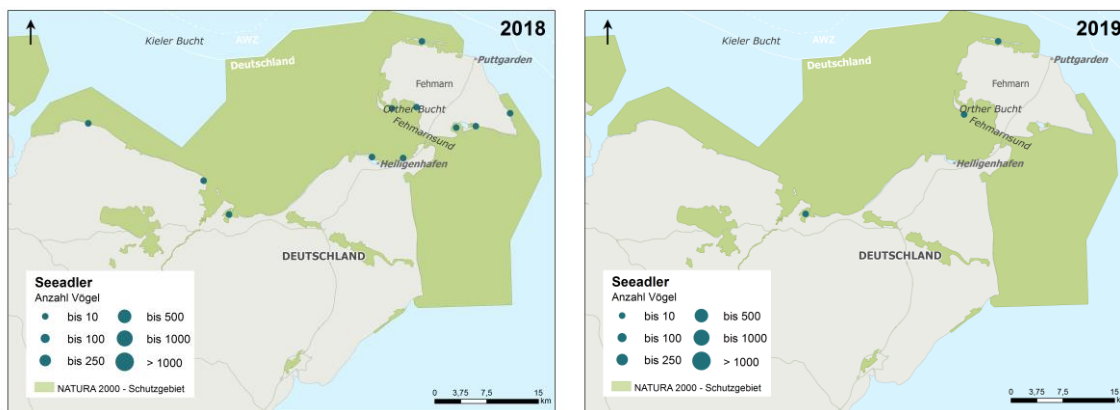 2018
Kieler Bucht
AWZ
Deutschland
Puttgarden
Fehmarn
Orther Bucht
Fehmarnsund
Heiligenhafen
DEUTSCHLAND
Seeadler
Anzahl Vögel
bis 10
bis 500
bis 100
bis 1000
bis 250
> 1000
NATURA 2000 - Schutzgebiet
0 3,75 7,5 15
km
2019
Kieler Bucht
AWZ
Deutschland
Puttgarden
Fehmarn
Orther Bucht
Fehmarnsund
Heiligenhafen
DEUTSCHLAND
Seeadler
Anzahl Vögel
bis 10
bis 500
bis 100
bis 1000
bis 250
> 1000
NATURA 2000 - Schutzgebiet
0 3,75 7,5 15
km